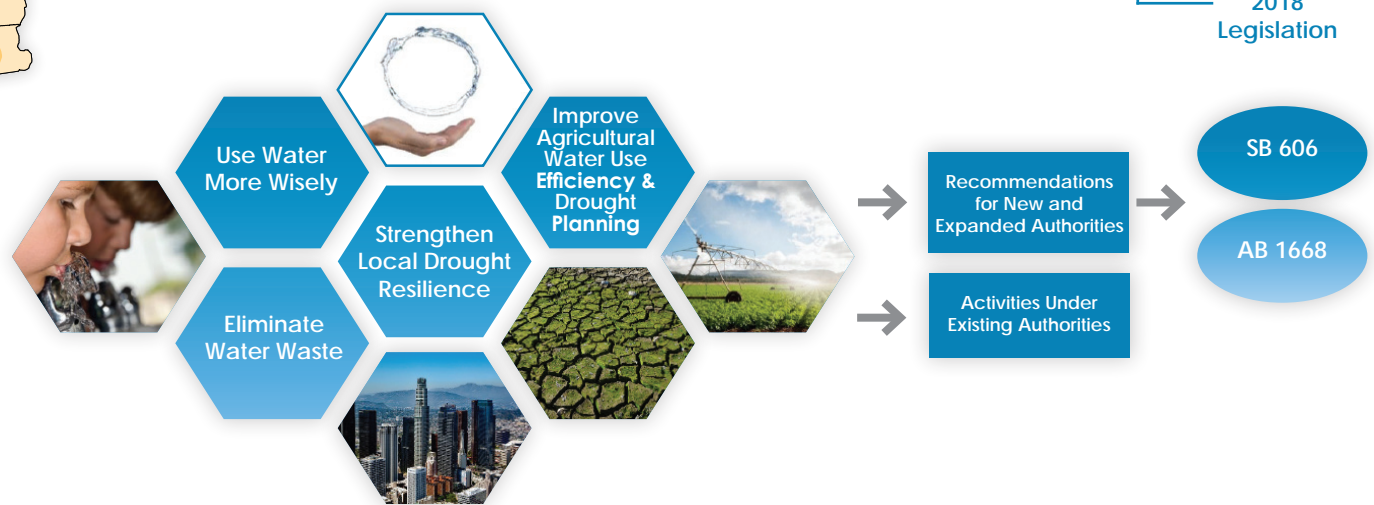 2018
Legislation
Use Water
More Wisely
Improve
Agricultural
Water Use
Efficiency &
Drought
Planning
Strengthen
Local Drought
Resilience
Eliminate
Water Waste
Recommendations
for New and
Expanded Authorities
Activities Under
Existing Authorities
SB 606
AB 1668